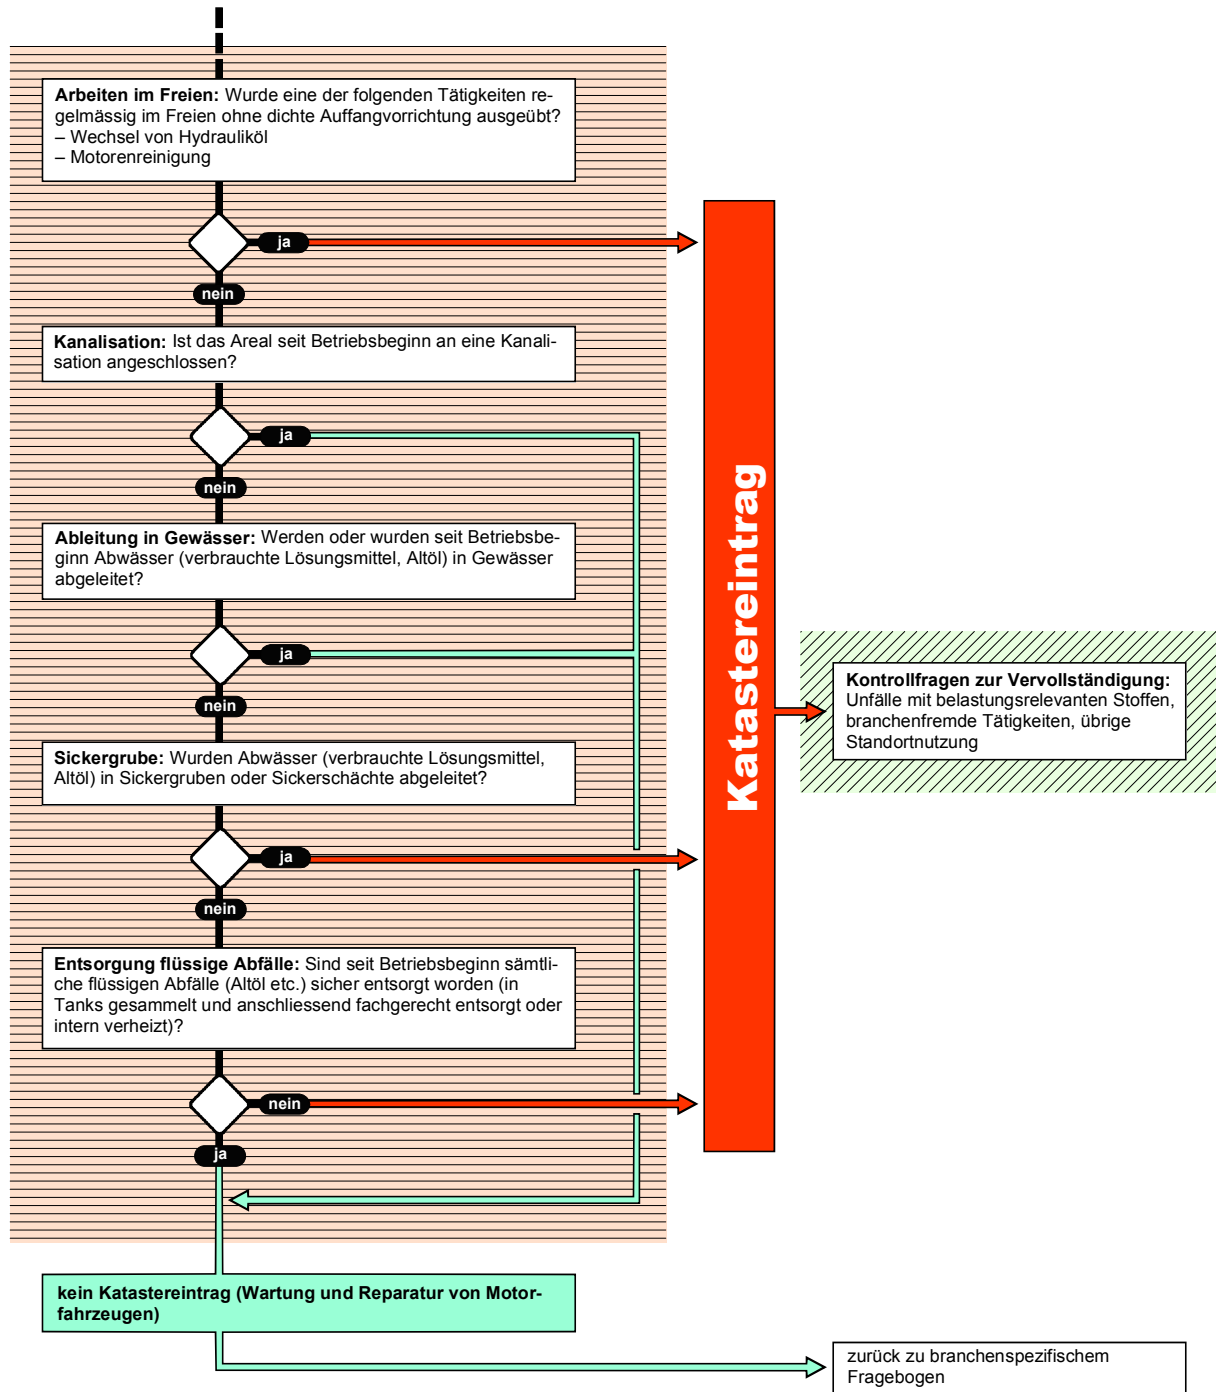 Arbeiten im Freien: Wurde eine der folgenden Tätigkeiten re-
gelmässig im Freien ohne dichte Auffangvorrichtung ausgeübt?
– Wechsel von Hydrauliköl
– Motorenreinigung
ja
nein
Kanalisation: Ist das Areal seit Betriebsbeginn an eine Kanali-
sation angeschlossen?
ja
nein
Ableitung in Gewässer: Werden oder wurden seit Betriebsbe-
ginn Abwässer (verbrauchte Lösungsmittel, Altöl) in Gewässer
abgeleitet?
ja
nein
Sickergrube: Wurden Abwässer (verbrauchte Lösungsmittel,
Altöl) in Sickergruben oder Sickerschächte abgeleitet?
ja
nein
Entsorgung flüssige Abfälle: Sind seit Betriebsbeginn sämtli-
che flüssigen Abfälle (Altöl etc.) sicher entsorgt worden (in
Tanks gesammelt und anschliessend fachgerecht entsorgt oder
intern verheizt)?
nein
ja
Katastereintrag
Kontrollfragen zur Vervollständigung:
Unfälle mit belastungsrelevanten Stoffen,
branchenfremde Tätigkeiten, übrige
Standortnutzung
kein Katastereintrag (Wartung und Reparatur von Motor-
fahrzeugen)
zurück zu branchenspezifischem
Fragebogen